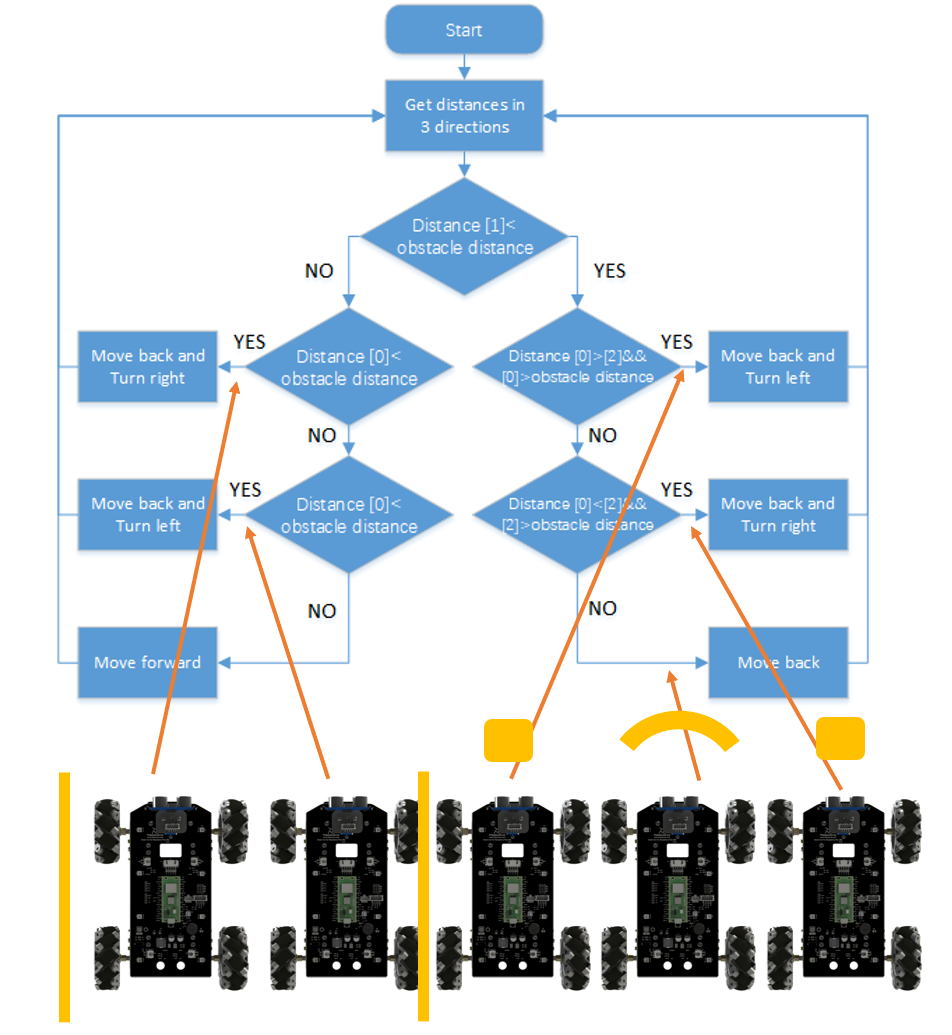 Start
Get distances in
3 directions
Distance [1]<
obstacle distance
NO
YES
Move back and
Turn right
YES
Distance [0]<
obstacle distance
Distance [0]>[2]&&
[0]>obstacle distance
YES
Move back and
Turn left
NO
NO
Move back and
Turn left
YES
Distance [0]<
obstacle distance
Distance [0]<[2]&&
[2]>obstacle distance
YES
Move back and
Turn right
NO
NO
Move forward
Move back